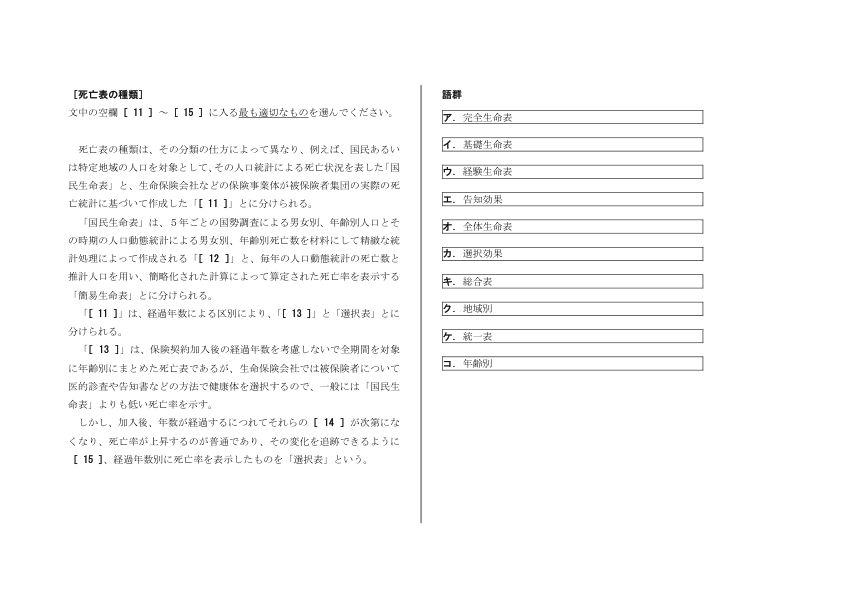 ［死亡表の種類］
文中の空欄［ 11 ］～［ 15 ］に入る最も適切なものを選んでください。
死亡表の種類は、その分類の仕方によって異なり、例えば、国民あるい
は特定地域の人口を対象として、その人口統計による死亡状況を表した「国
民生命表」と、生命保険会社などの保険事業体が被保険者集団の実際の死
亡統計に基づいて作成した「［ 11 ］」とに分けられる。
「国民生命表」は、５年ごとの国勢調査による男女別、年齢別人口とそ
の時期の人口動態統計による男女別、年齢別死亡数を材料にして精緻な統
計処理によって作成される「［ 12 ］」と、毎年の人口動態統計の死亡数と
推計人口を用い、簡略化された計算によって算定された死亡率を表示する
「簡易生命表」とに分けられる。
「［ 11 ］」は、経過年数による区別により、「［ 13 ］」と「選択表」とに
分けられる。
「［ 13 ］」は、保険契約加入後の経過年数を考慮しないで全期間を対象
に年齢別にまとめた死亡表であるが、生命保険会社では被保険者について
医的診査や告知書などの方法で健康体を選択するので、一般には「国民生
命表」よりも低い死亡率を示す。
しかし、加入後、年数が経過するにつれてそれらの［ 14 ］が次第にな
くなり、死亡率が上昇するのが普通であり、その変化を追跡できるように
［ 15 ］、経過年数別に死亡率を表示したものを「選択表」という。
語群
ア．完全生命表
イ．基礎生命表
ウ．経験生命表
エ．告知効果
オ．全体生命表
カ．選択効果
キ．総合表
ク．地域別
ケ．統一表
コ．年齢別